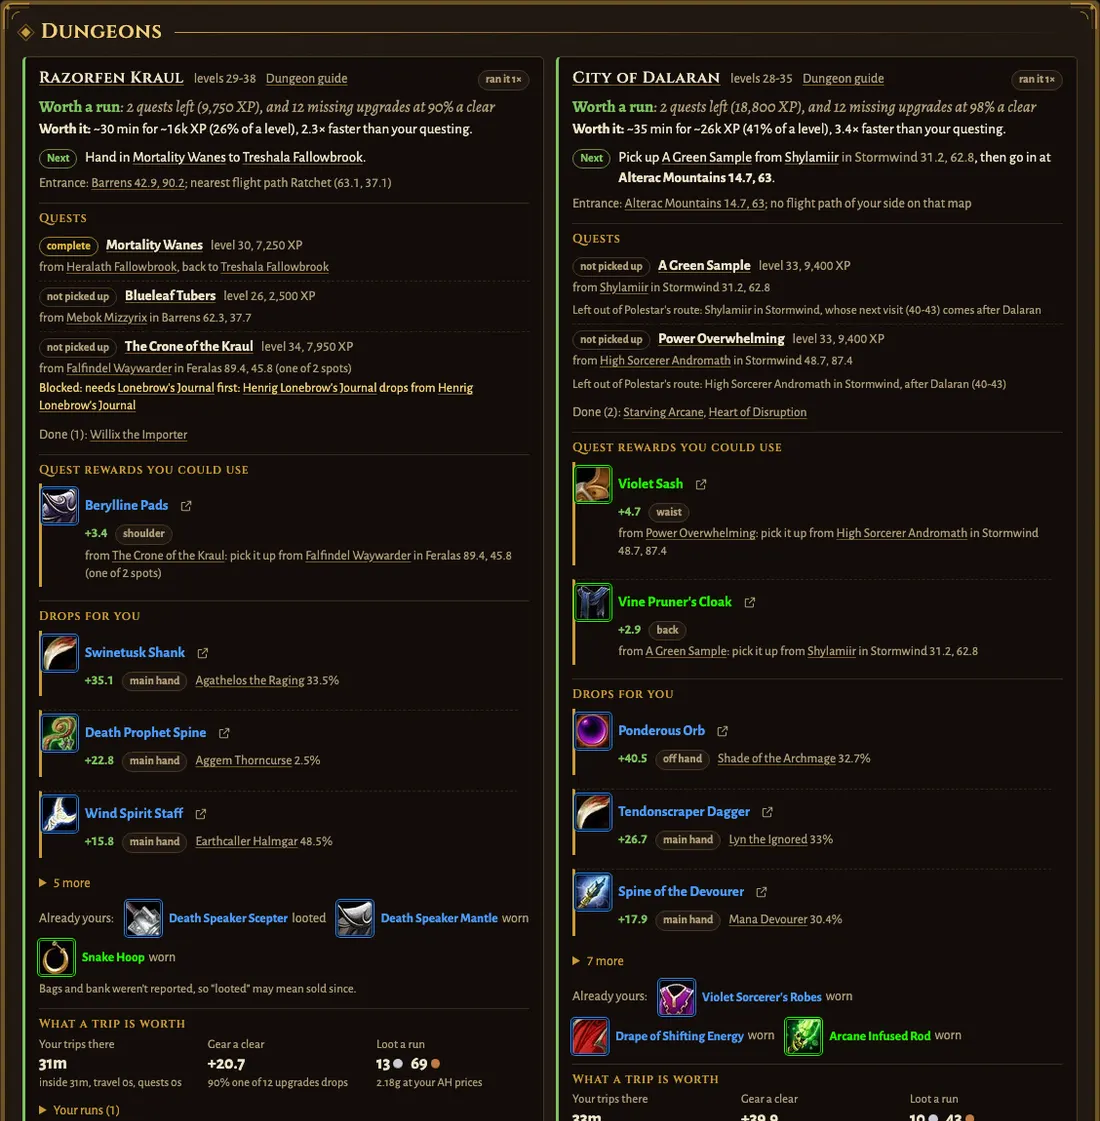 DUNGEONS
RAZORFEN KRAUL levels 29-38 Dungeon guide ran it 1×
Worth a run: 2 quests left (9,750 XP), and 12 missing upgrades at 90% a clear
Worth it: ~30 min for ~16k XP (26% of a level), 2.3× faster than your questing.
Next Hand in Mortality Wanes to Treshala Fallowbrook.
Entrance: Barrens 42.9, 90.2; nearest flight path Ratchet (63.1, 37.1)
QUESTS
complete Mortality Wanes level 30, 7,250 XP
from Heralath Fallowbrook, back to Treshala Fallowbrook
not picked up Blueleaf Tubers level 26, 2,500 XP
from Mebok Mizzyrix in Barrens 62.3, 37.7
not picked up The Crone of the Kraul level 34, 7,950 XP
from Falfindel Waywarder in Feralas 89.4, 45.8 (one of 2 spots)
Blocked: needs Lonebrow's Journal first: Henrig Lonebrow's Journal drops from Henrig
Lonebrow's Journal
Done (1): Willix the Importer
QUEST REWARDS YOU COULD USE
Berylline Pads
+3.4 shoulder
from The Crone of the Kraul: pick it up from Falfindel Waywarder in Feralas 89.4, 45.8
(one of 2 spots)
DROPS FOR YOU
Swinetusk Shank
+35.1 main hand Agathelos the Raging 33.5%
Death Prophet Spine
+22.8 main hand Aggem Thorncurse 2.5%
Wind Spirit Staff
+15.8 main hand Earthcaller Halmgar 48.5%
5 more
Already yours: Death Speaker Scepter looted Death Speaker Mantle worn
Snake Hoop worn
Bags and bank weren't reported, so "looted" may mean sold since.
WHAT A TRIP IS WORTH
Your trips there Gear a clear Loot a run
31m +20.7 13 69
inside 31m, travel 0s, quests 0s 90% one of 12 upgrades drops 2.18g at your AH prices
Your runs (1)
CITY OF DALARAN levels 28-35 Dungeon guide ran it 1×
Worth a run: 2 quests left (18,800 XP), and 12 missing upgrades at 98% a clear
Worth it: ~35 min for ~26k XP (41% of a level), 3.4× faster than your questing.
Next Pick up A Green Sample from Shylamiir in Stormwind 31.2, 62.8, then go in at
Alterac Mountains 14.7, 63.
Entrance: Alterac Mountains 14.7, 63; no flight path of your side on that map
QUESTS
not picked up A Green Sample level 33, 9,400 XP
from Shylamiir in Stormwind 31.2, 62.8
Left out of Polestar's route: Shylamiir in Stormwind, whose next visit (40-43) comes after Dalaran
not picked up Power Overwhelming level 33, 9,400 XP
from High Sorcerer Andromath in Stormwind 48.7, 87.4
Left out of Polestar's route: High Sorcerer Andromath in Stormwind, after Dalaran (40-43)
Done (2): Starving Arcane, Heart of Disruption
QUEST REWARDS YOU COULD USE
Violet Sash
+4.7 waist
from Power Overwhelming: pick it up from High Sorcerer Andromath in Stormwind
48.7, 87.4
Vine Pruner's Cloak
+2.9 back
from A Green Sample: pick it up from Shylamiir in Stormwind 31.2, 62.8
DROPS FOR YOU
Ponderous Orb
+40.5 off hand Shade of the Archmage 32.7%
Tendonscraper Dagger
+26.7 main hand Lyn the Ignored 33%
Spine of the Devourer
+17.9 main hand Mana Devourer 30.4%
7 more
Already yours: Violet Sorcerer's Robes worn
Drape of Shifting Energy worn Arcane Infused Rod worn
WHAT A TRIP IS WORTH
Your trips there Gear a clear Loot a run
33m +39.9 10 43